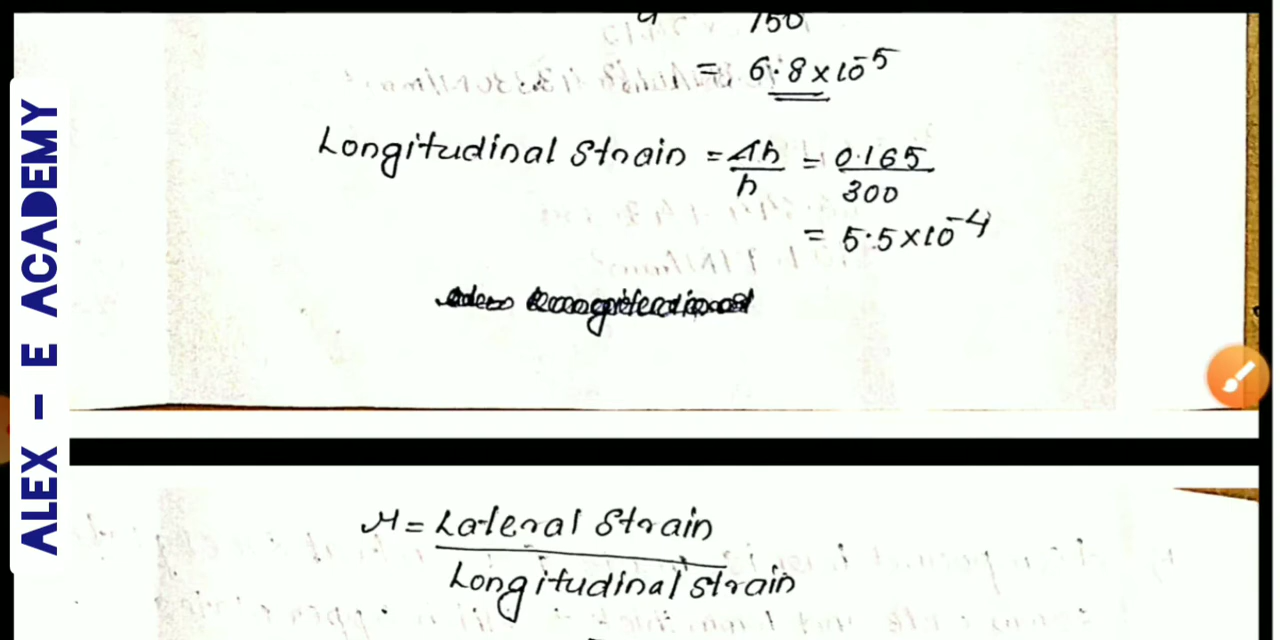 ALEX – E ACADEMY
150
= 6.8 × 10⁻⁵
Longitudinal Strain = Δh/h = 0.165/300
= 5.5 × 10⁻⁴
μ = Lateral Strain
Longitudinal Strain